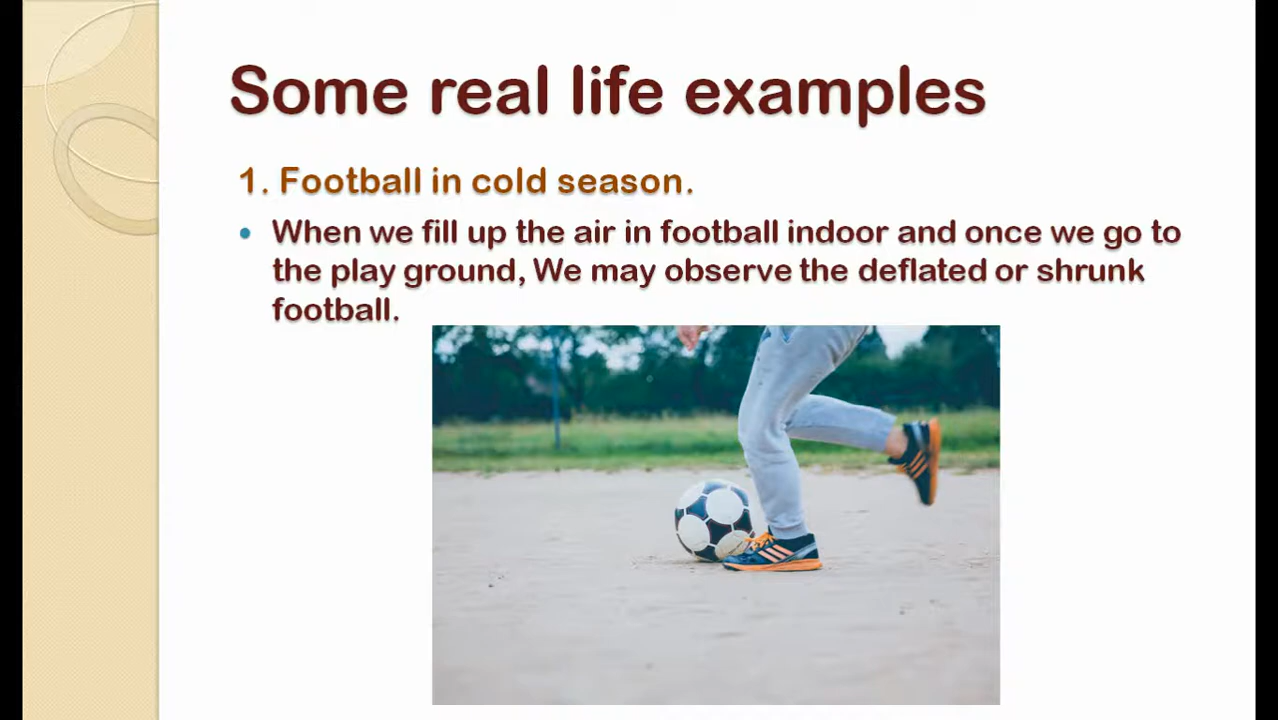 Some real life examples
1. Football in cold season.
• When we fill up the air in football indoor and once we go to
the play ground, We may observe the deflated or shrunk
football.